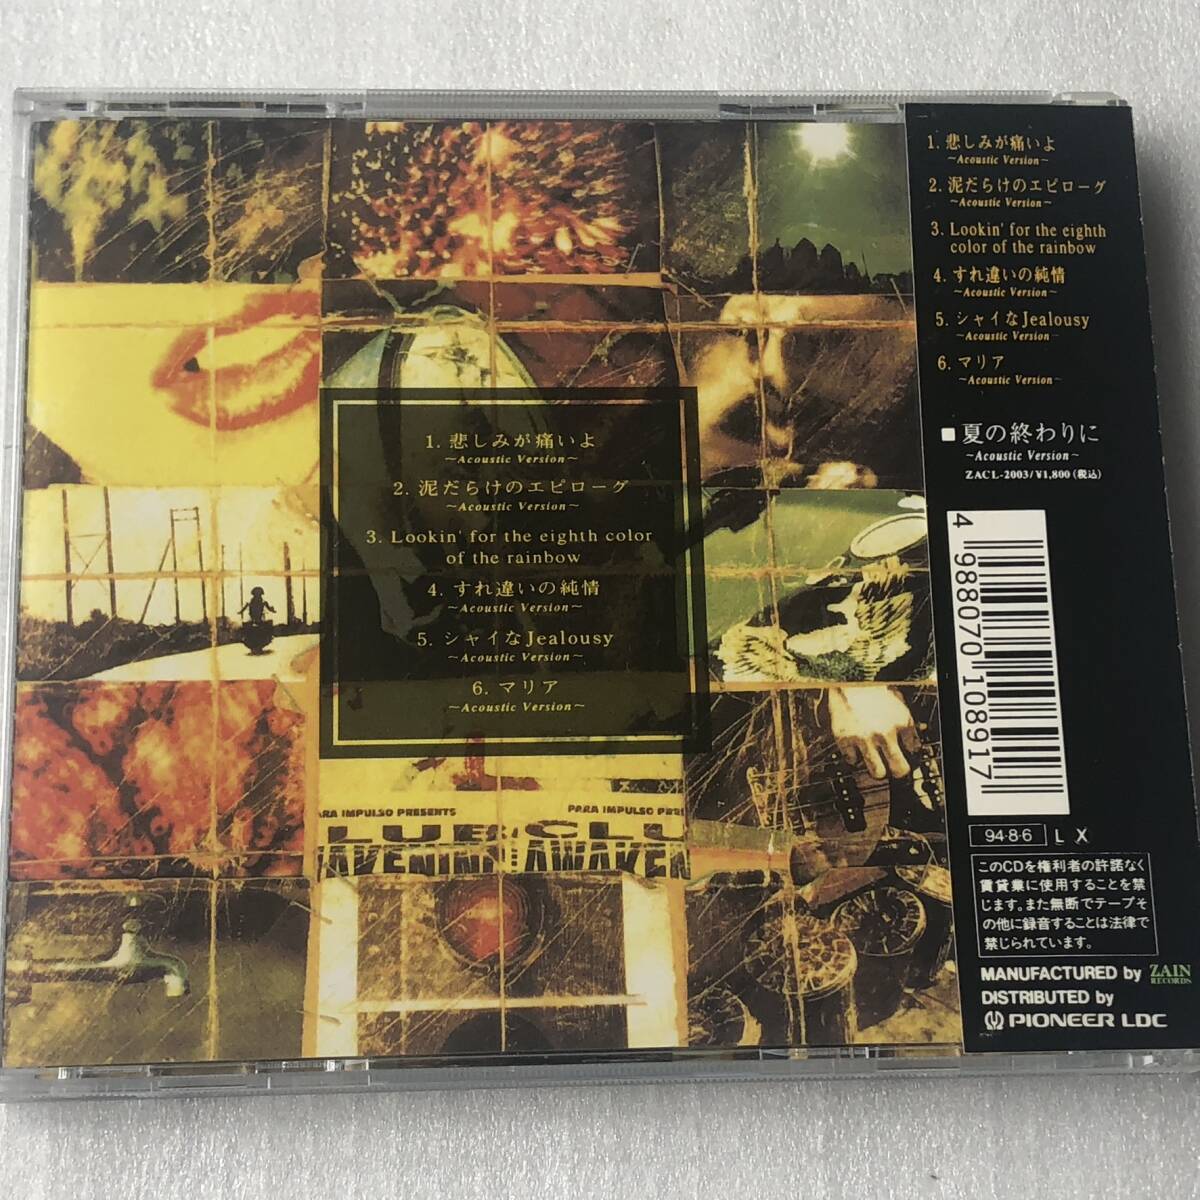 1. 悲しみが痛いよ
~Acoustic Version~
2. 泥だらけのエピローグ
~Acoustic Version~
3. Lookin' for the eighth color
of the rainbow
4. すれ違いの純情
~Acoustic Version~
5. シャイなJealousy
~Acoustic Version~
6. マリア
~Acoustic Version~
ARA IMPULSO PRESENTS
PARA IMPULSO PRE
LUB
CLU
AWAKEN
1. 悲しみが痛いよ
~Acoustic Version~
2. 泥だらけのエピローグ
~Acoustic Version~
3. Lookin' for the eighth
color of the rainbow
4. すれ違いの純情
~Acoustic Version~
5. シャイなJealousy
~Acoustic Version~
6. マリア
~Acoustic Version~
■夏の終わりに
~Acoustic Version~
ZACL-2003/¥1,800(税込)
4 988070 108917
94・8・6 L X
このCDを権利者の許諾なく
賃貸業に使用することを禁
じます。また無断でテープそ
の他に録音することは法律で
禁じられています。
MANUFACTURED by ZAIN RECORDS
DISTRIBUTED by
PIONEER LDC